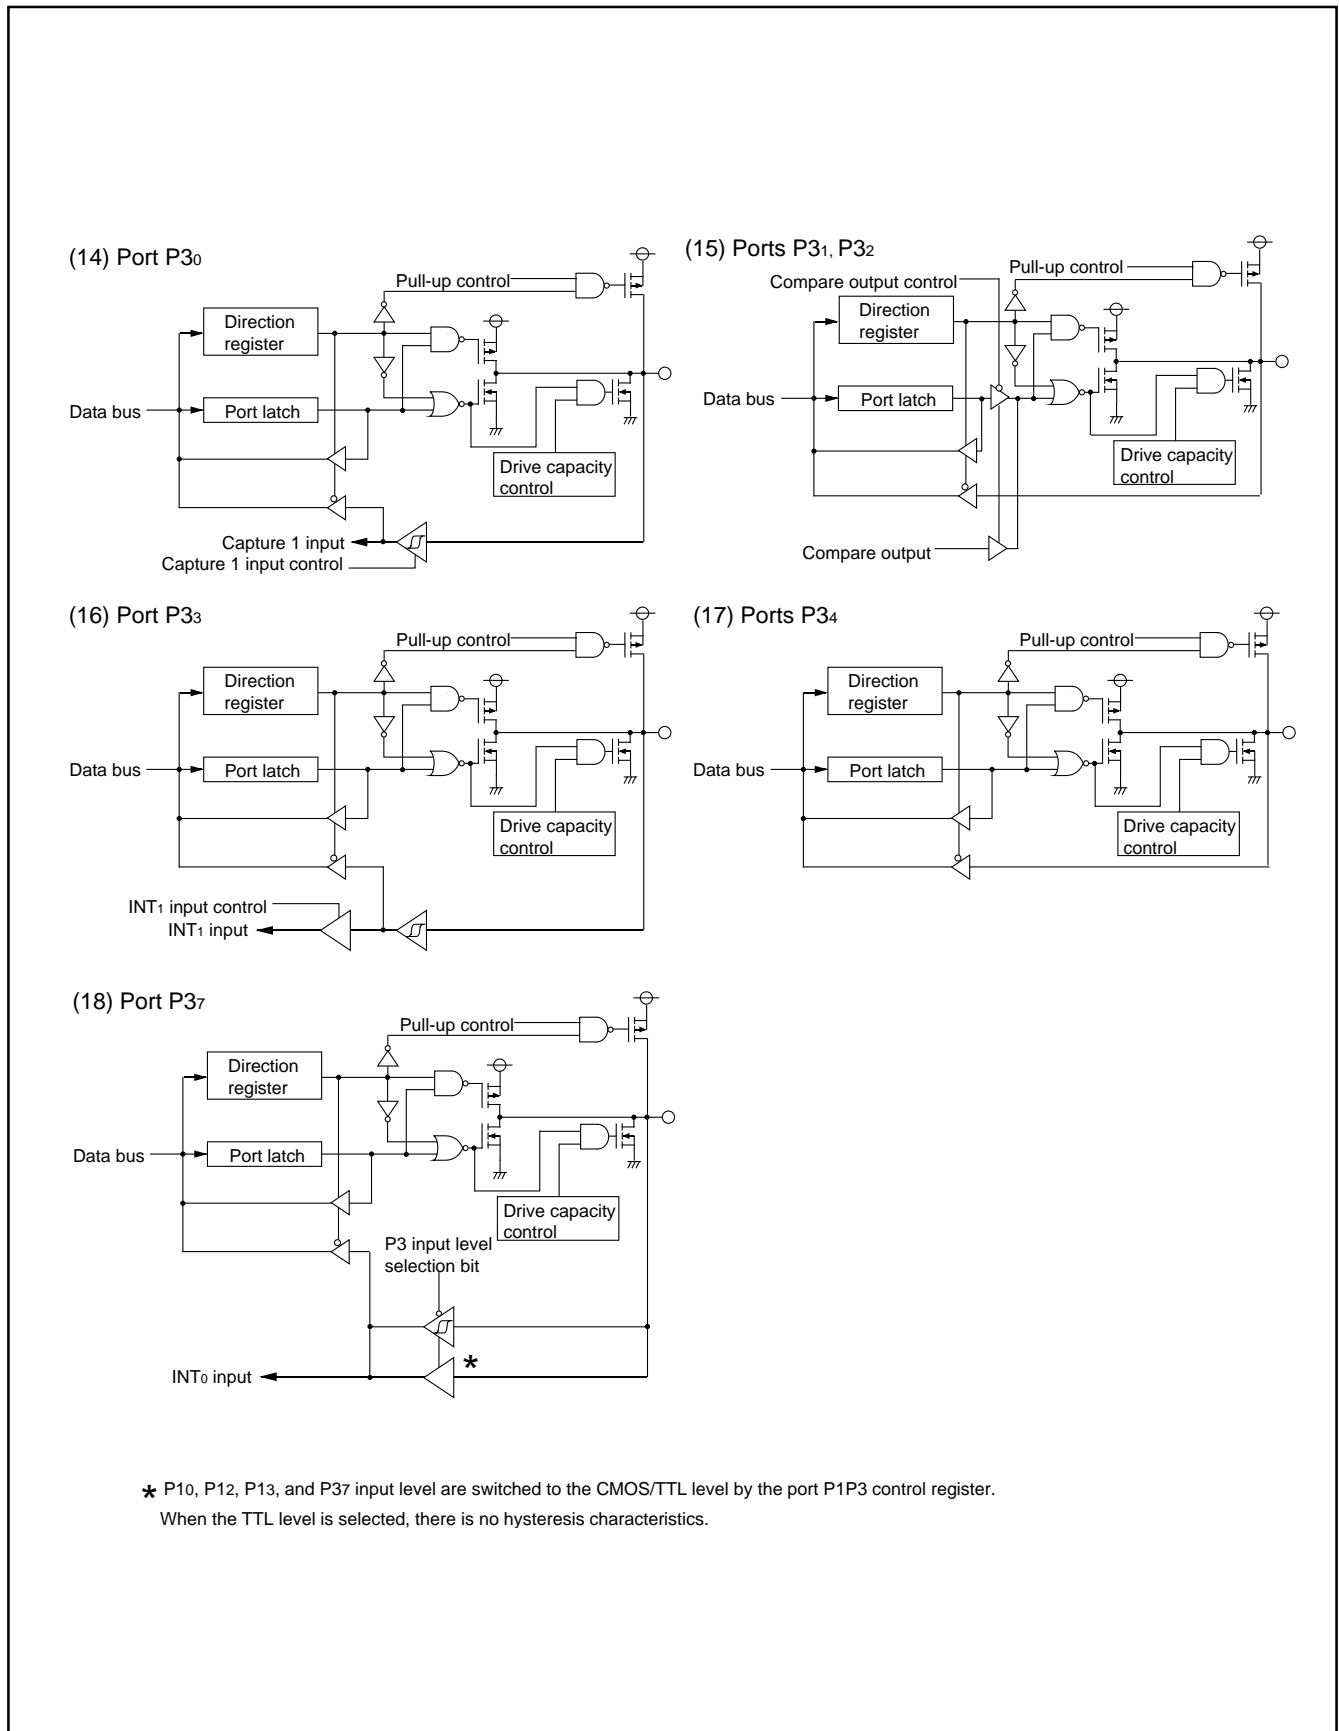 (14) Port P30
Pull-up control
Direction
register
Data bus
Port latch
Drive capacity
control
Capture 1 input
Capture 1 input control
(15) Ports P31, P32
Pull-up control
Compare output control
Direction
register
Data bus
Port latch
Drive capacity
control
Compare output
(16) Port P33
Pull-up control
Direction
register
Data bus
Port latch
Drive capacity
control
INT1 input control
INT1 input
(17) Ports P34
Pull-up control
Direction
register
Data bus
Port latch
Drive capacity
control
(18) Port P37
Pull-up control
Direction
register
Data bus
Port latch
Drive capacity
control
P3 input level
selection bit
*
INT0 input
* P10, P12, P13, and P37 input level are switched to the CMOS/TTL level by the port P1P3 control register.
When the TTL level is selected, there is no hysteresis characteristics.